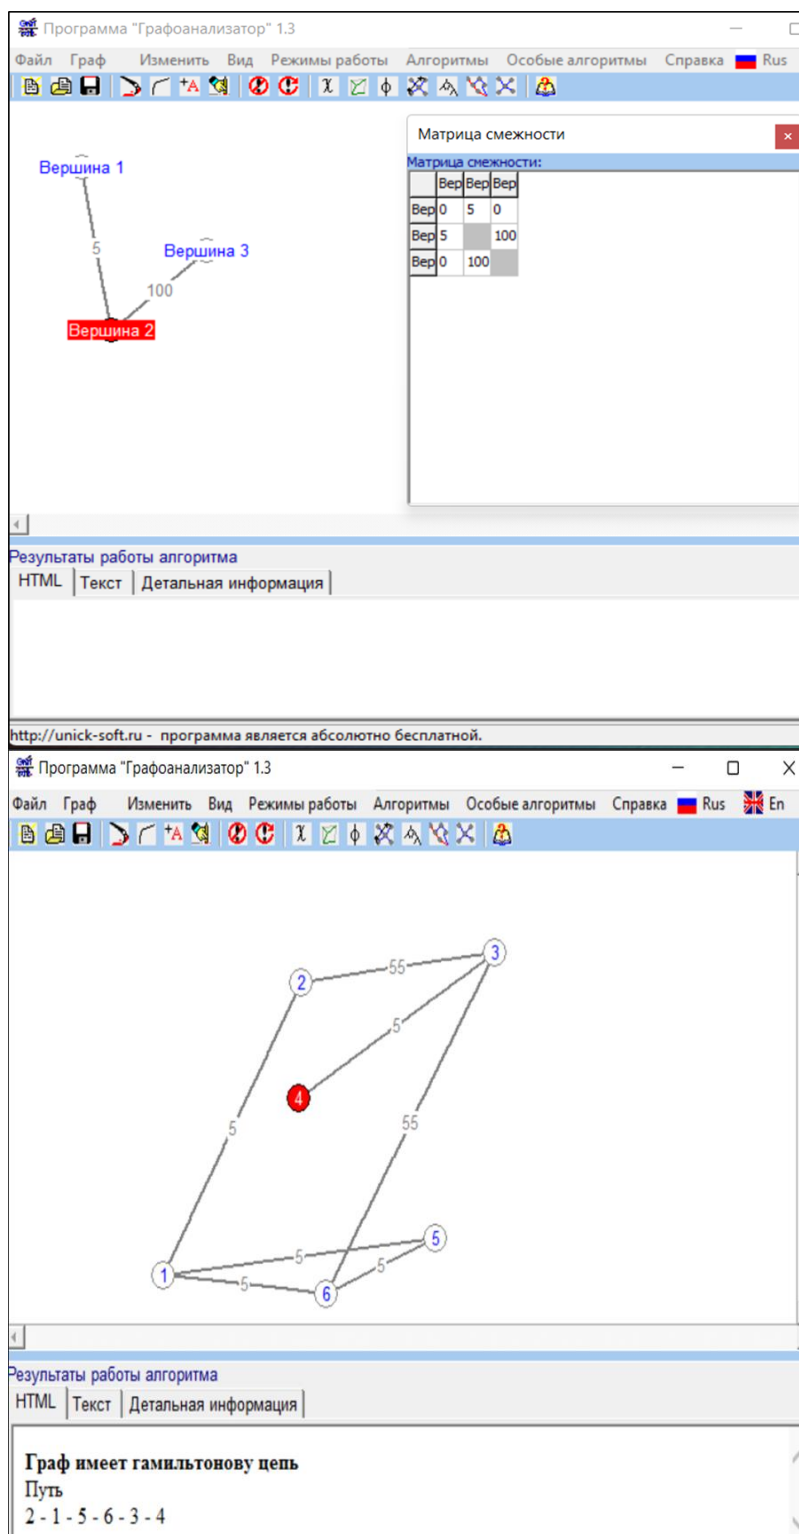 Программа "Графоанализатор" 1.3
Файл Граф Изменить Вид Режимы работы Алгоритмы Особые алгоритмы Справка Rus
Матрица смежности
Матрица смежности:
Вер Вер Вер
Вер 0 5 0
Вер 5 100
Вер 0 100
Вершина 1
5
Вершина 3
100
Вершина 2
Результаты работы алгоритма
HTML Текст Детальная информация
http://unick-soft.ru - программа является абсолютно бесплатной.
Программа "Графоанализатор" 1.3
Файл Граф Изменить Вид Режимы работы Алгоритмы Особые алгоритмы Справка Rus En
3
55
2
5
4
55
5
5
5
1
5
5
6
Результаты работы алгоритма
HTML Текст Детальная информация
Граф имеет гамильтонову цепь
Путь
2 - 1 - 5 - 6 - 3 - 4